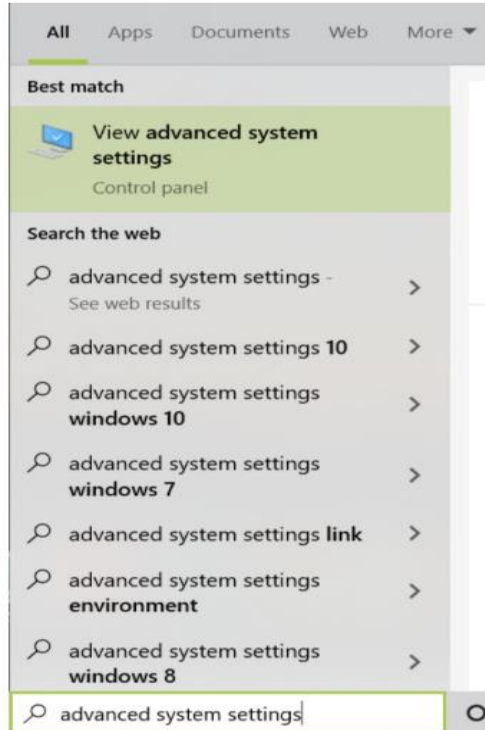 All Apps Documents Web More
Best match
View advanced system
settings
Control panel
Search the web
advanced system settings -
See web results
advanced system settings 10
advanced system settings
windows 10
advanced system settings
windows 7
advanced system settings link
advanced system settings
environment
advanced system settings
windows 8
advanced system settings